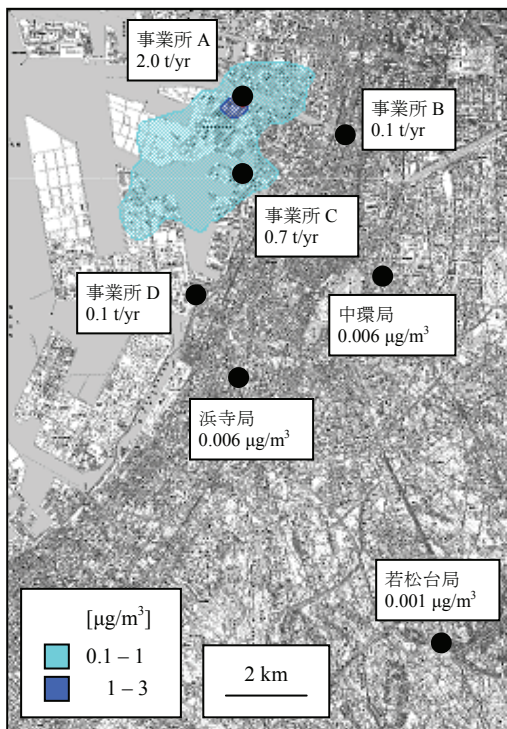 事業所 A
2.0 t/yr
事業所 B
0.1 t/yr
事業所 C
0.7 t/yr
事業所 D
0.1 t/yr
中環局
0.006 μg/m³
浜寺局
0.006 μg/m³
若松台局
0.001 μg/m³
[μg/m³]
0.1 – 1
1 – 3
2 km